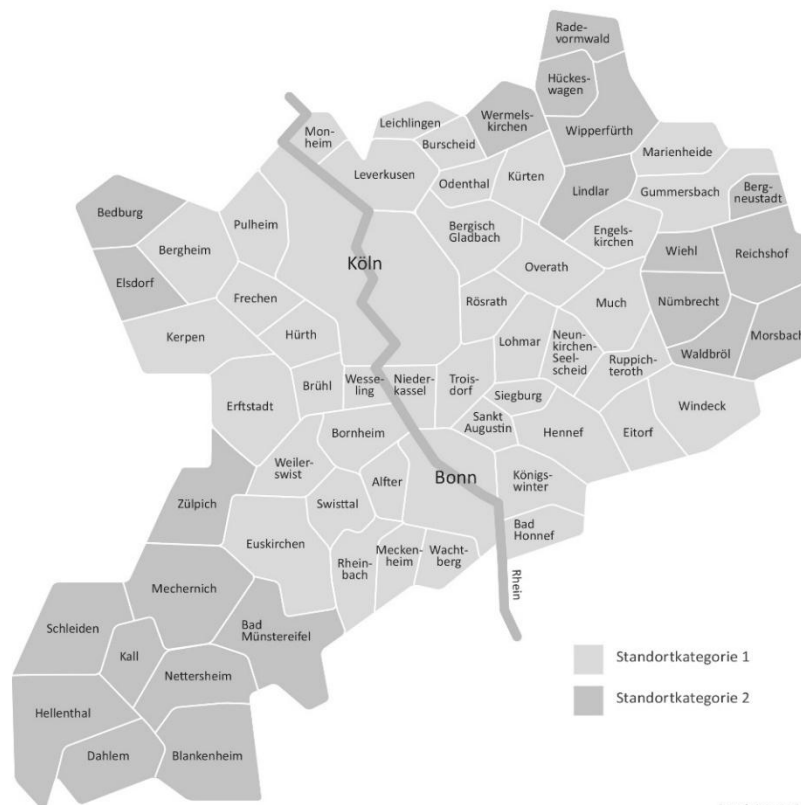 Rade-
vormwald
Hückes-
wagen
Wermels-
kirchen
Wipperfürth
Leichlingen
Mon-
heim
Burscheid
Marienheide
Leverkusen
Odenthal
Kürten
Lindlar
Gummersbach
Berg-
neustadt
Bedburg
Pulheim
Bergheim
Bergisch
Gladbach
Engels-
kirchen
Wiehl
Reichshof
Köln
Overath
Elsdorf
Frechen
Rösrath
Much
Nümbrecht
Morsbach
Kerpen
Hürth
Lohmar
Neun-
kirchen-
Seel-
scheid
Ruppich-
teroth
Waldbröl
Erftstadt
Brühl
Wesse-
ling
Nieder-
kassel
Trois-
dorf
Siegburg
Windeck
Sankt
Augustin
Hennef
Eitorf
Bornheim
Weiler-
swist
Alfter
Bonn
Königs-
winter
Zülpich
Swisttal
Bad
Honnef
Euskirchen
Rhein-
bach
Mecken-
heim
Wacht-
berg
Rhein
Mechernich
Schleiden
Bad
Münstereifel
Kall
Nettersheim
Hellenthal
Dahlem
Blankenheim
Standortkategorie 1
Standortkategorie 2